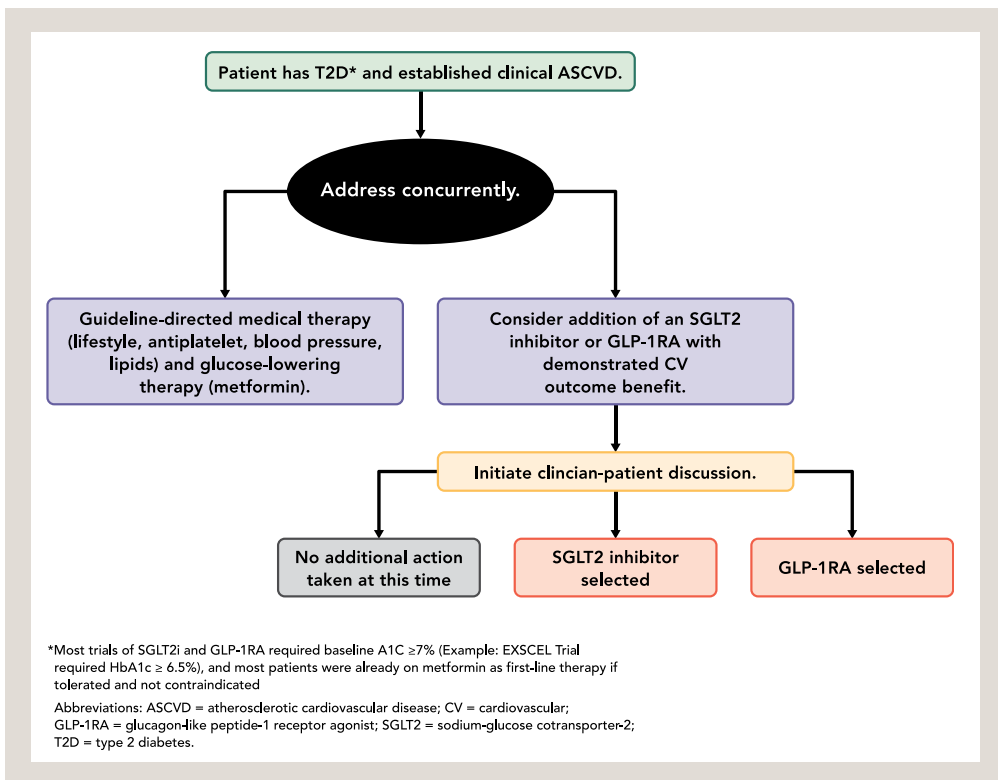 Patient has T2D* and established clinical ASCVD.
Address concurrently.
Guideline-directed medical therapy
(lifestyle, antiplatelet, blood pressure,
lipids) and glucose-lowering
therapy (metformin).
Consider addition of an SGLT2
inhibitor or GLP-1RA with
demonstrated CV
outcome benefit.
Initiate clincian-patient discussion.
No additional action
taken at this time
SGLT2 inhibitor
selected
GLP-1RA selected
*Most trials of SGLT2i and GLP-1RA required baseline A1C ≥7% (Example: EXSCEL Trial
required HbA1c ≥ 6.5%), and most patients were already on metformin as first-line therapy if
tolerated and not contraindicated
Abbreviations: ASCVD = atherosclerotic cardiovascular disease; CV = cardiovascular;
GLP-1RA = glucagon-like peptide-1 receptor agonist; SGLT2 = sodium-glucose cotransporter-2;
T2D = type 2 diabetes.